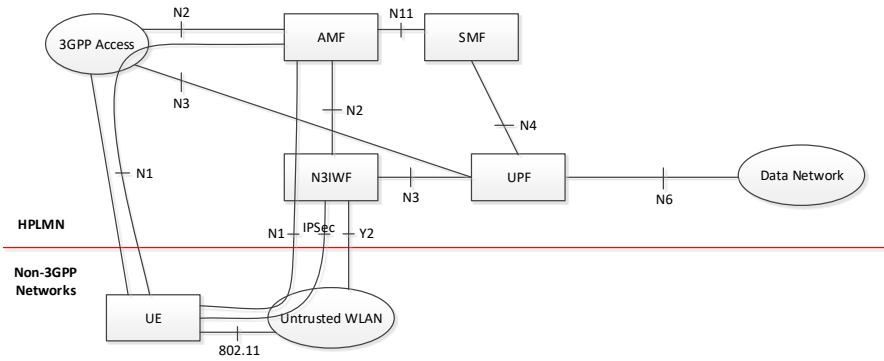 N2
N11
3GPP Access
AMF
SMF
N3
N2
N4
N1
N3IWF
UPF
Data Network
N3
N6
HPLMN
N1
IPSec
Y2
Non-3GPP
Networks
UE
Untrusted WLAN
802.11